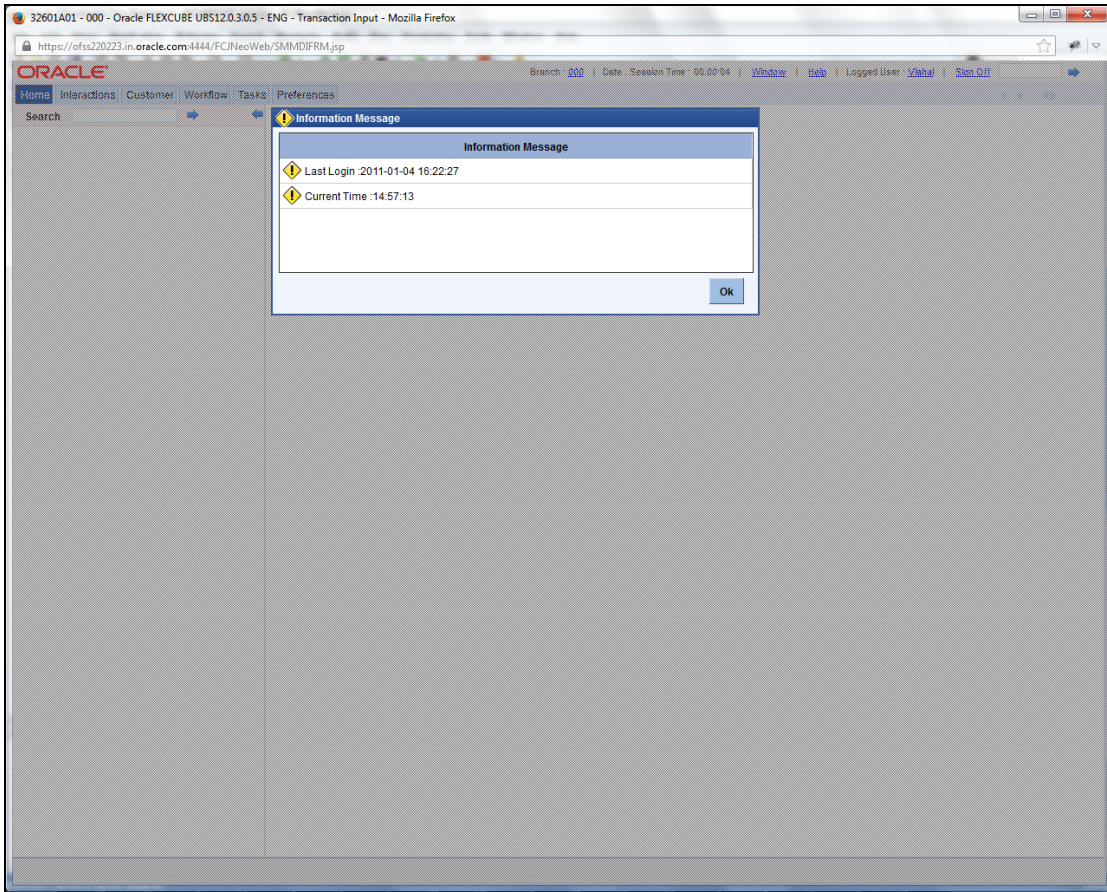 32601A01 - 000 - Oracle FLEXCUBE UBS12.0.3.0.5 - ENG - Transaction Input - Mozilla Firefox
https://ofss220223.in.oracle.com:4444/FCJNeoWeb/SMMDIFRM.jsp
ORACLE
Branch : 000 | Date , Session Time : 00:00:04 | Window | Help | Logged User : Vishal | Sign Off
Home Interactions Customer Workflow Tasks Preferences
Search
Information Message
Information Message
Last Login :2011-01-04 16:22:27
Current Time :14:57:13
Ok